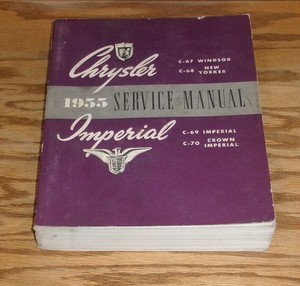 Chrysler
C-67 WINDSOR
C-68 NEW YORKER
1955 SERVICE MANUAL
Imperial
C-69 IMPERIAL
C-70 CROWN IMPERIAL